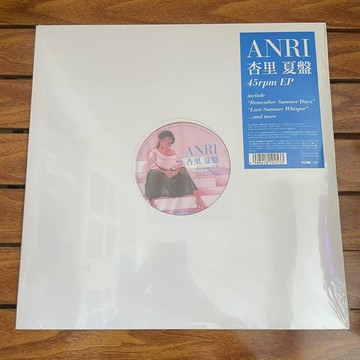 ANRI
杏里 夏盤
45rpm EP
include
"Remember Summer Days"
"Last Summer Whisper"
...and more
ANRI
杏里 夏盤
45rpm EP